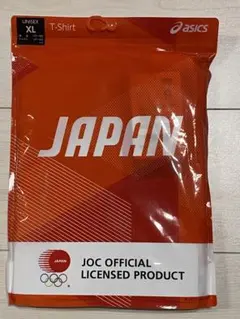 UNISEX
XL
T-Shirt
asics
JAPAN
JAPAN
JOC OFFICIAL
LICENSED PRODUCT